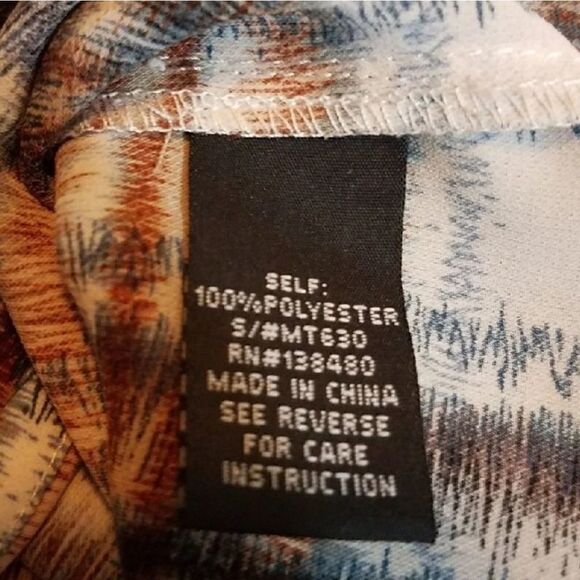 SELF:
100%POLYESTER
S/#MT630
RN#138480
MADE IN CHINA
SEE REVERSE
FOR CARE
INSTRUCTION